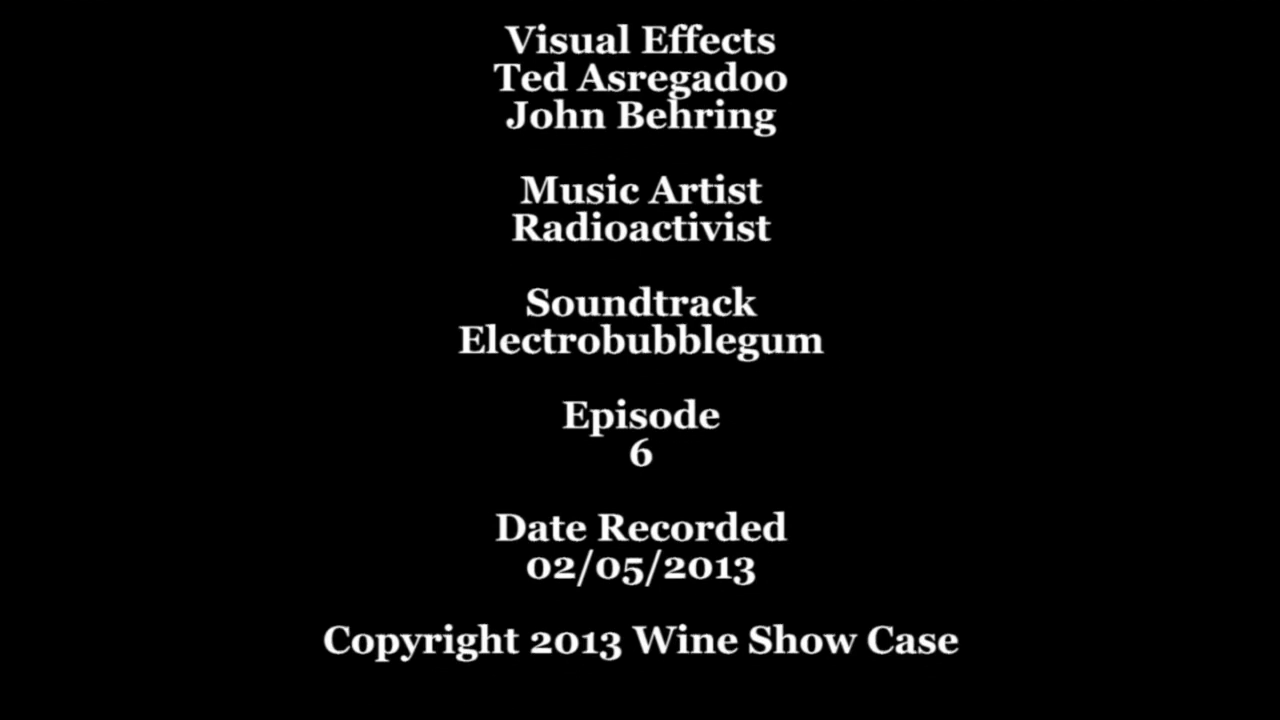 Visual Effects
Ted Asregadoo
John Behring
Music Artist
Radioactivist
Soundtrack
Electrobubblegum
Episode
6
Date Recorded
02/05/2013
Copyright 2013 Wine Show Case